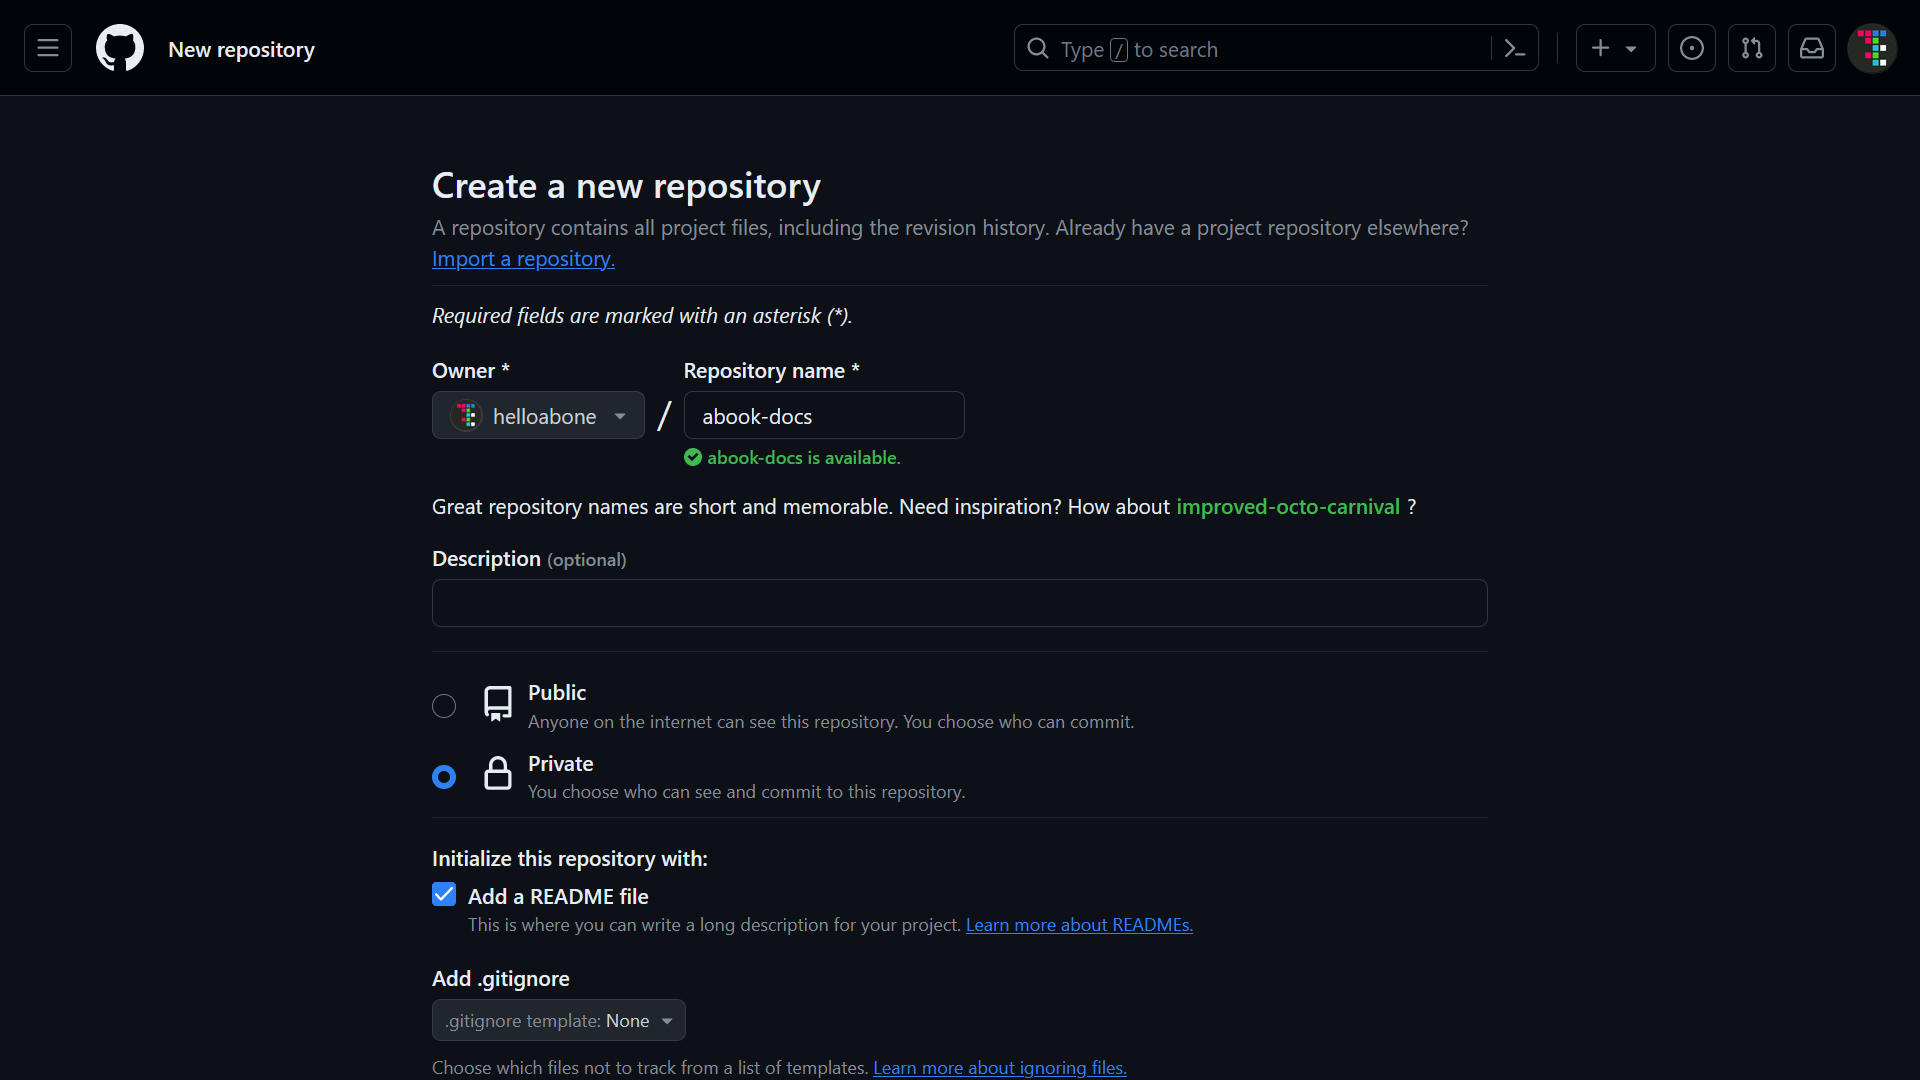 New repository
Type / to search
Create a new repository
A repository contains all project files, including the revision history. Already have a project repository elsewhere?
Import a repository.
Required fields are marked with an asterisk (*).
Owner * Repository name *
helloabone / abook-docs
abook-docs is available.
Great repository names are short and memorable. Need inspiration? How about improved-octo-carnival ?
Description (optional)
Public
Anyone on the internet can see this repository. You choose who can commit.
Private
You choose who can see and commit to this repository.
Initialize this repository with:
Add a README file
This is where you can write a long description for your project. Learn more about READMEs.
Add .gitignore
.gitignore template: None
Choose which files not to track from a list of templates. Learn more about ignoring files.